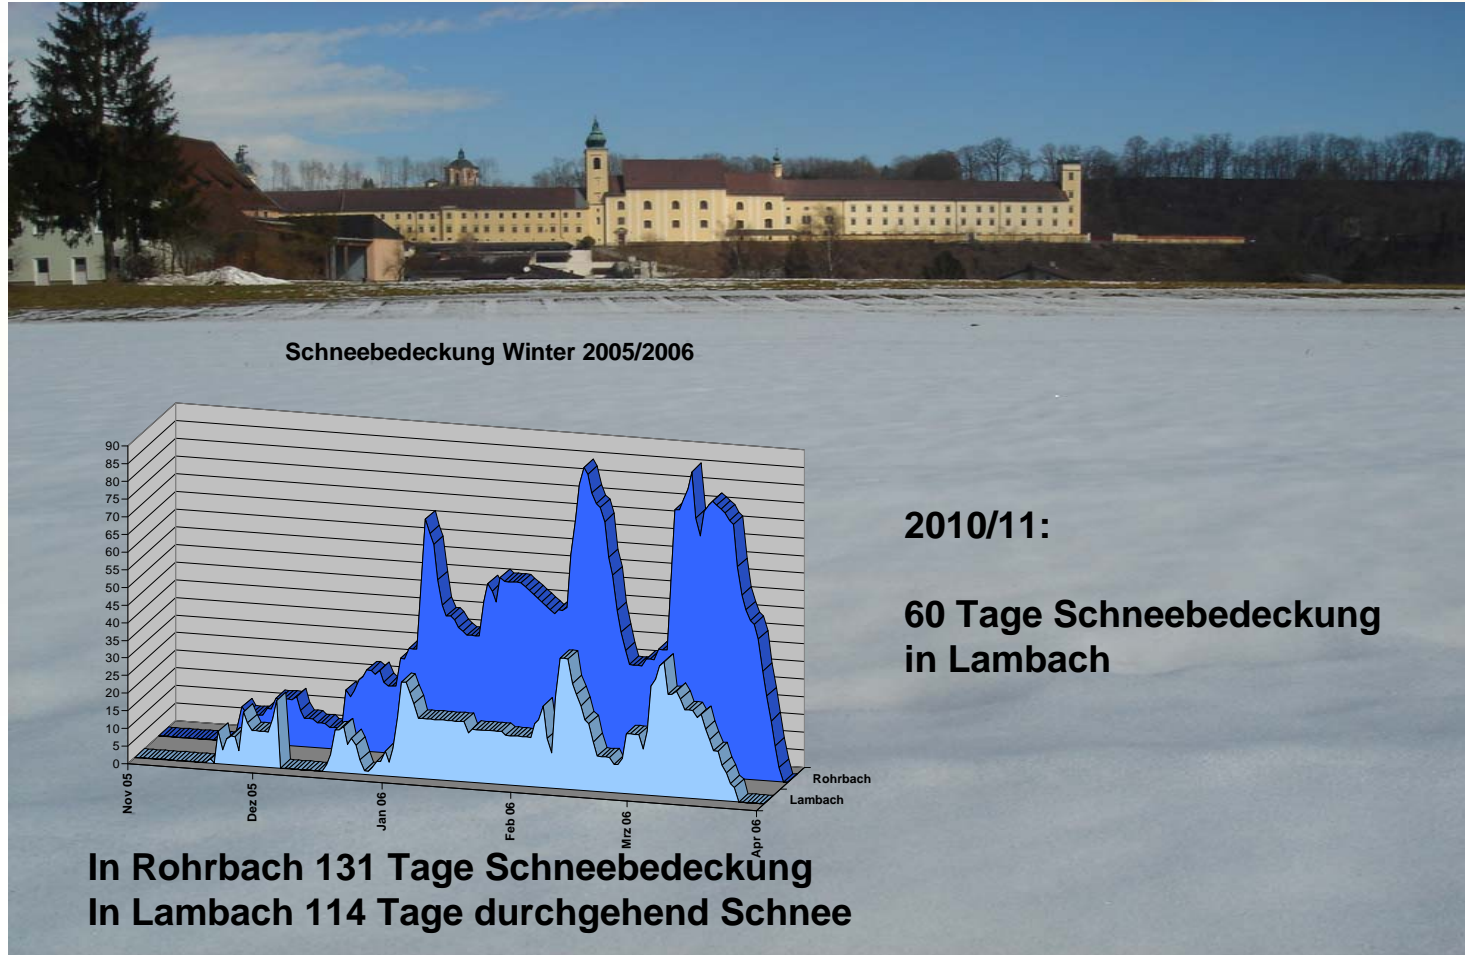 Schneebedeckung Winter 2005/2006
90
85
80
75
70
65
60
55
50
45
40
35
30
25
20
15
10
5
0
Nov 05
Dez 05
Jan 06
Feb 06
Mrz 06
Apr 06
Rohrbach
Lambach
2010/11:
60 Tage Schneebedeckung
in Lambach
In Rohrbach 131 Tage Schneebedeckung
In Lambach 114 Tage durchgehend Schnee